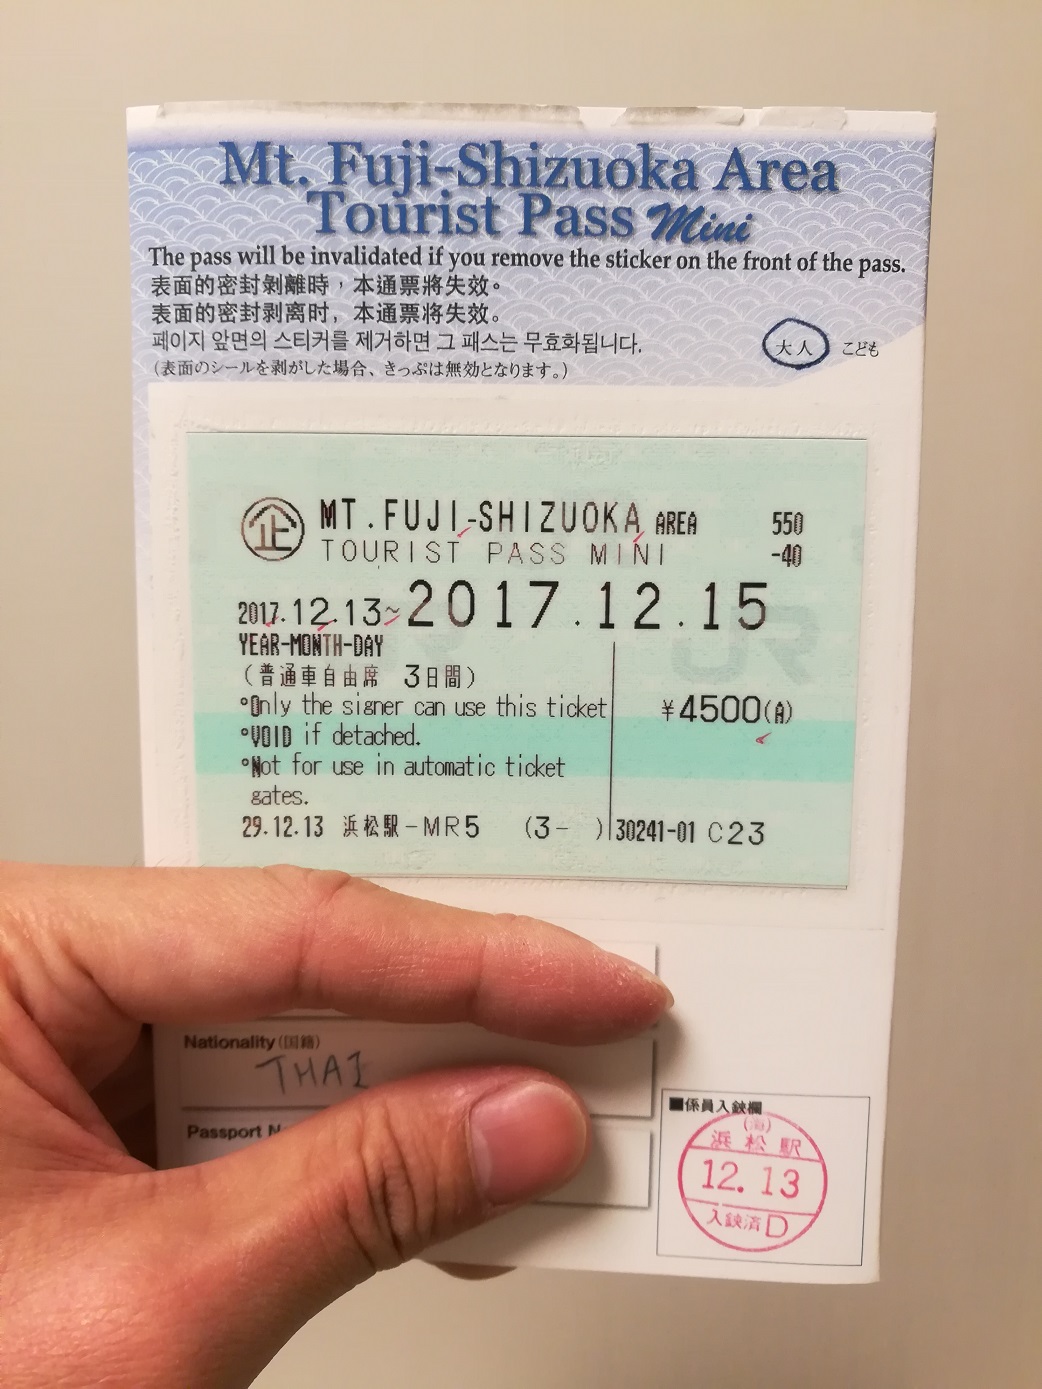 Mt. Fuji-Shizuoka Area
Tourist Pass Mini
The pass will be invalidated if you remove the sticker on the front of the pass.
表面的密封剝離時，本通票將失效。
表面的密封剥离时，本通票将失效。
페이지 앞면의 스티커를 제거하면 그 패스는 무효화됩니다.
(表面のシールを剥がした場合、きっぷは無効となります。)
大人 こども
企 MT.FUJI-SHIZUOKA AREA 550
TOURIST PASS MINI -40
2017.12.13~2017.12.15
YEAR-MONTH-DAY
(普通車自由席 3日間)
°Only the signer can use this ticket
¥4500(A)
°VOID if detached.
°Not for use in automatic ticket
gates.
29.12.13 浜松駅-MR5 (3- ) 30241-01 C23
Nationality (国籍)
THAI
Passport
■係員入鋏欄
(海)
浜松駅
12.13
入鋏済D